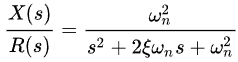 X(s)/R(s) = ω_n^2 / (s^2 + 2ξω_n s + ω_n^2)